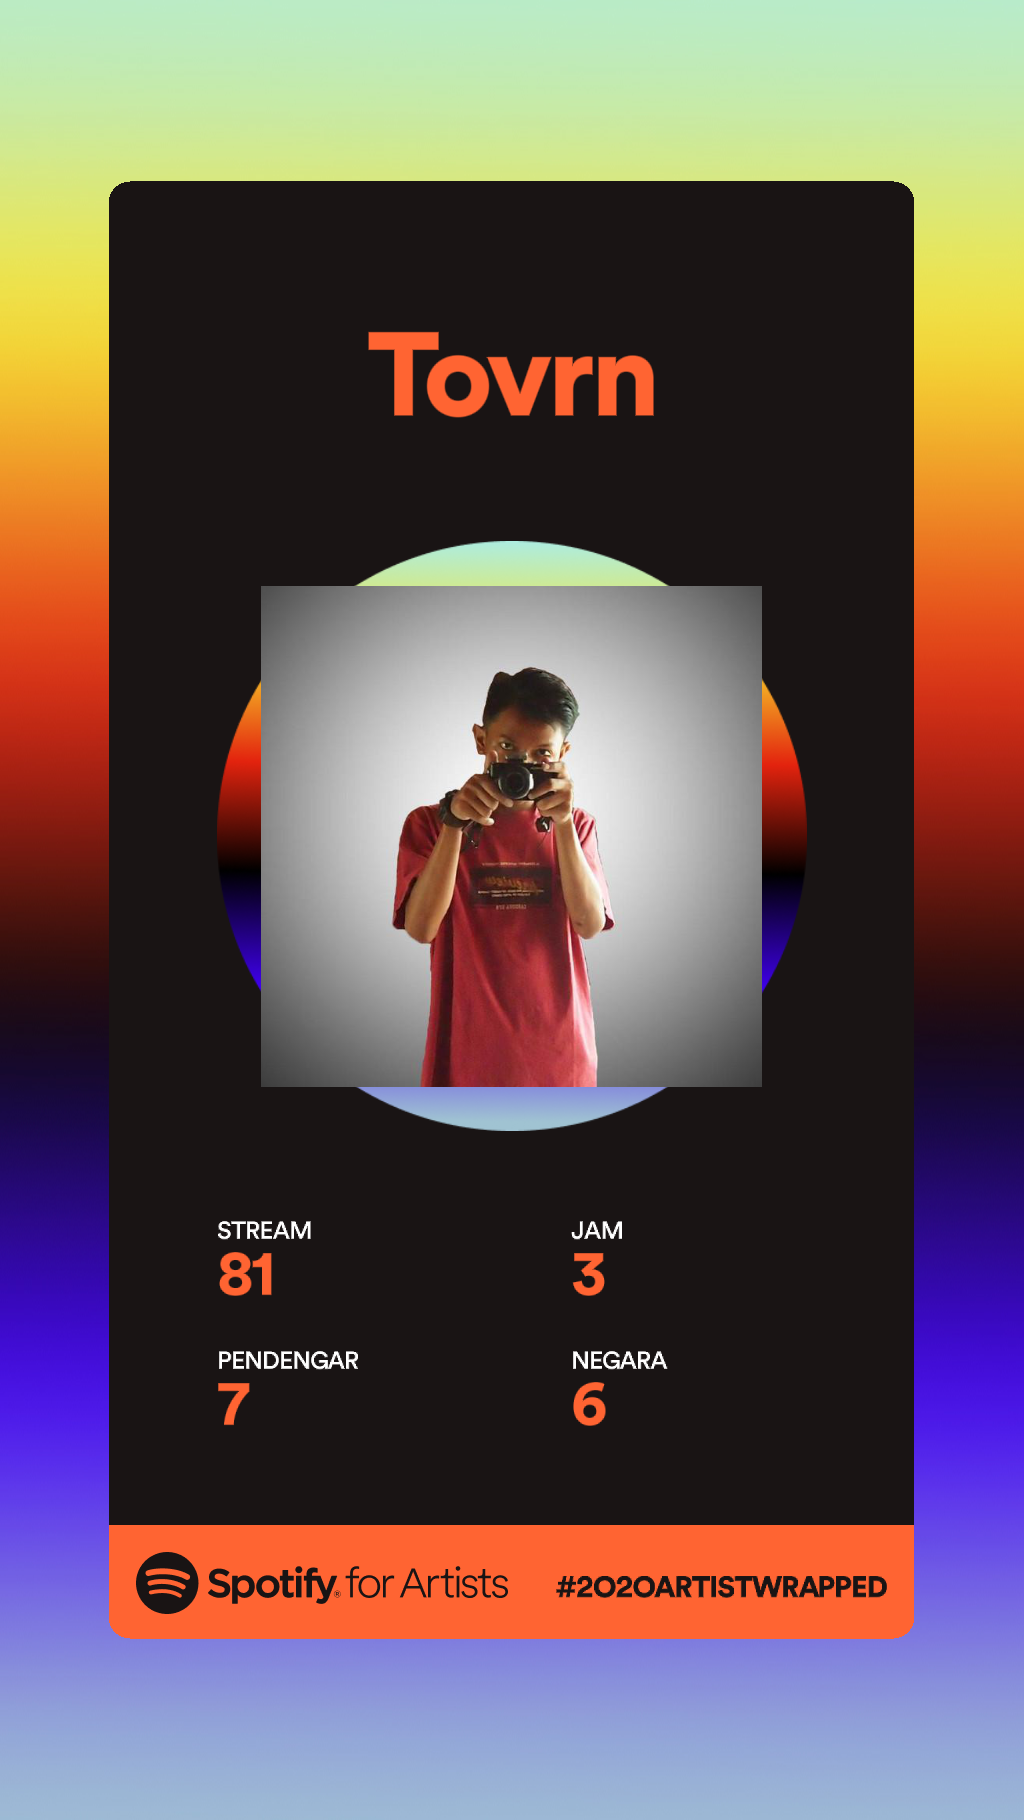 Tovrn
STREAM
81
JAM
3
PENDENGAR
7
NEGARA
6
Spotify® for Artists
#2020ARTISTWRAPPED